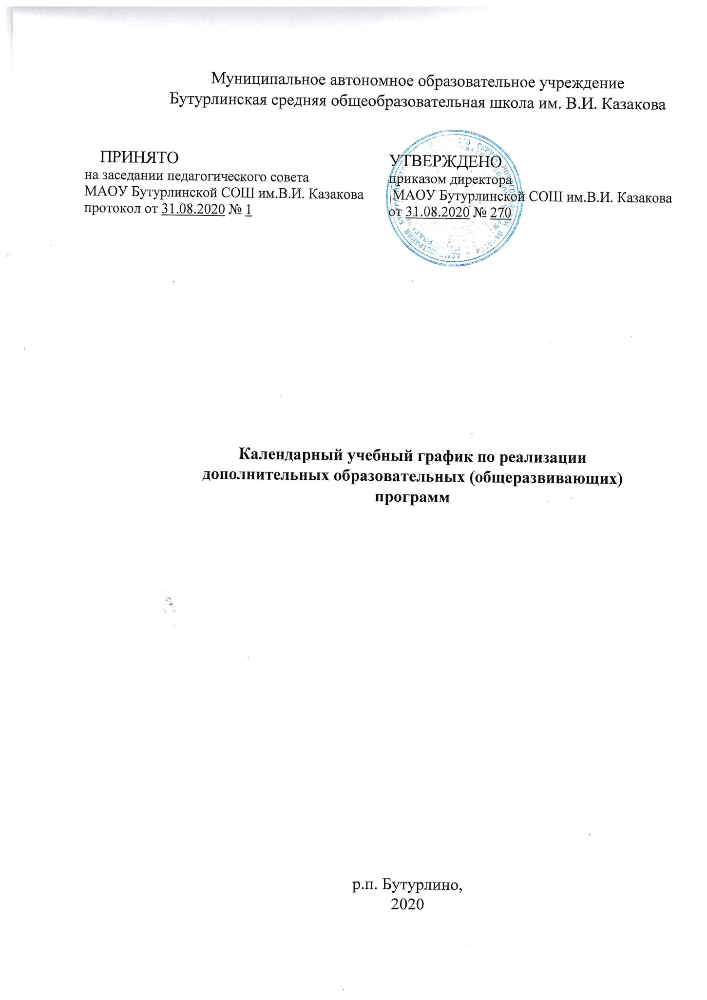 Муниципальное автономное образовательное учреждение
Бутурлинская средняя общеобразовательная школа им. В.И. Казакова
ПРИНЯТО
на заседании педагогического совета
МАОУ Бутурлинской СОШ им.В.И. Казакова
протокол от 31.08.2020 № 1
УТВЕРЖДЕНО
приказом директора
МАОУ Бутурлинской СОШ им.В.И. Казакова
от 31.08.2020 № 270
Календарный учебный график по реализации
дополнительных образовательных (общеразвивающих)
программ
р.п. Бутурлино,
2020